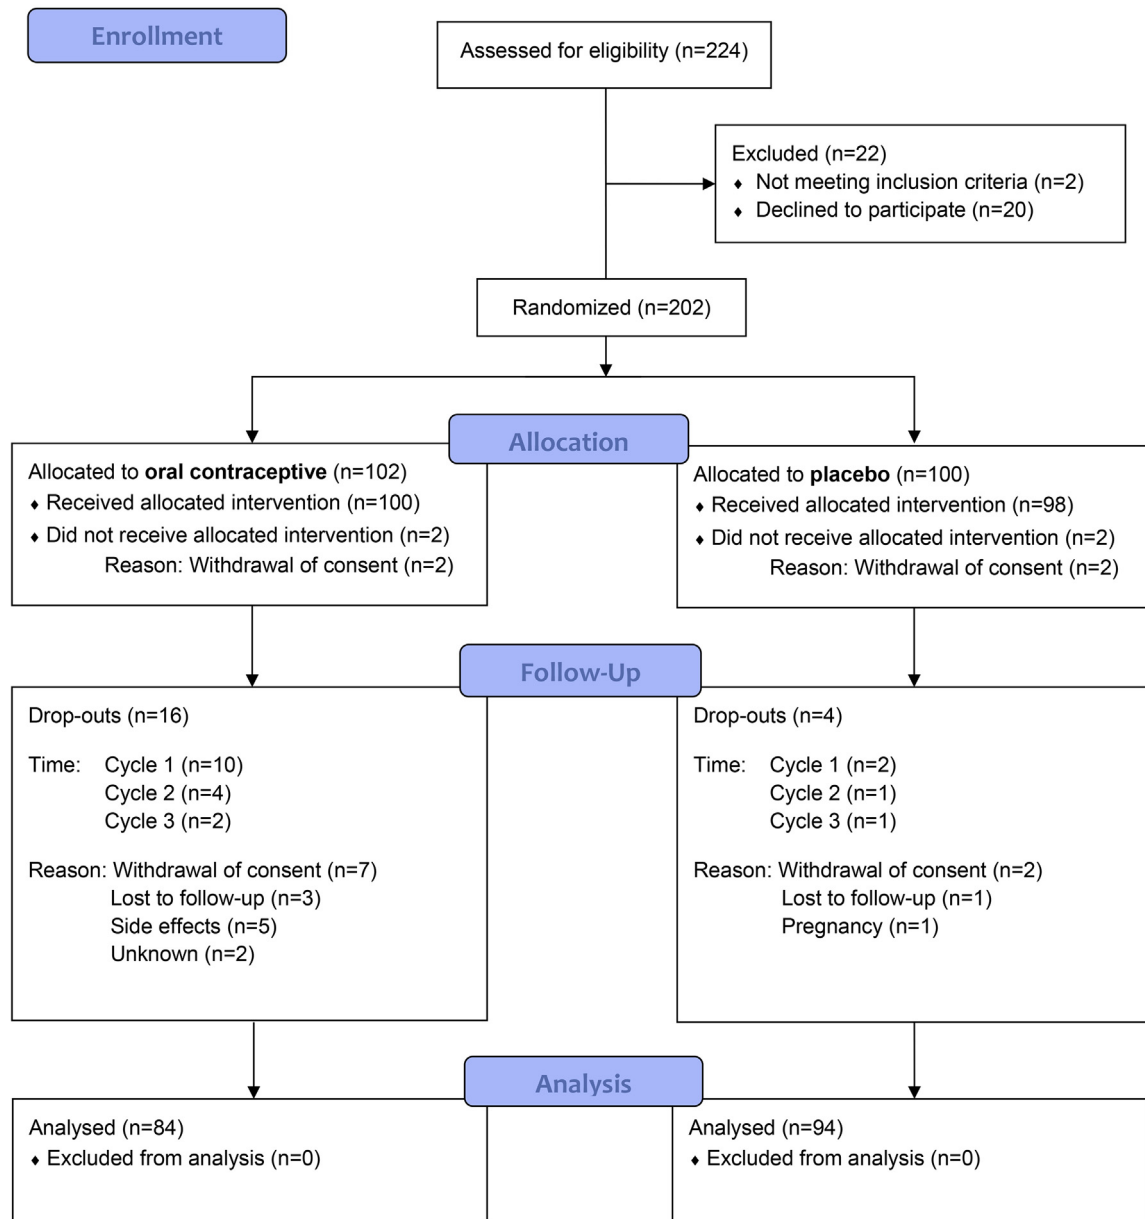 Enrollment
Assessed for eligibility (n=224)
Excluded (n=22)
♦ Not meeting inclusion criteria (n=2)
♦ Declined to participate (n=20)
Randomized (n=202)
Allocation
Allocated to oral contraceptive (n=102)
♦ Received allocated intervention (n=100)
♦ Did not receive allocated intervention (n=2)
Reason: Withdrawal of consent (n=2)
Allocated to placebo (n=100)
♦ Received allocated intervention (n=98)
♦ Did not receive allocated intervention (n=2)
Reason: Withdrawal of consent (n=2)
Follow-Up
Drop-outs (n=16)
Time: Cycle 1 (n=10)
Cycle 2 (n=4)
Cycle 3 (n=2)
Reason: Withdrawal of consent (n=7)
Lost to follow-up (n=3)
Side effects (n=5)
Unknown (n=2)
Drop-outs (n=4)
Time: Cycle 1 (n=2)
Cycle 2 (n=1)
Cycle 3 (n=1)
Reason: Withdrawal of consent (n=2)
Lost to follow-up (n=1)
Pregnancy (n=1)
Analysis
Analysed (n=84)
♦ Excluded from analysis (n=0)
Analysed (n=94)
♦ Excluded from analysis (n=0)